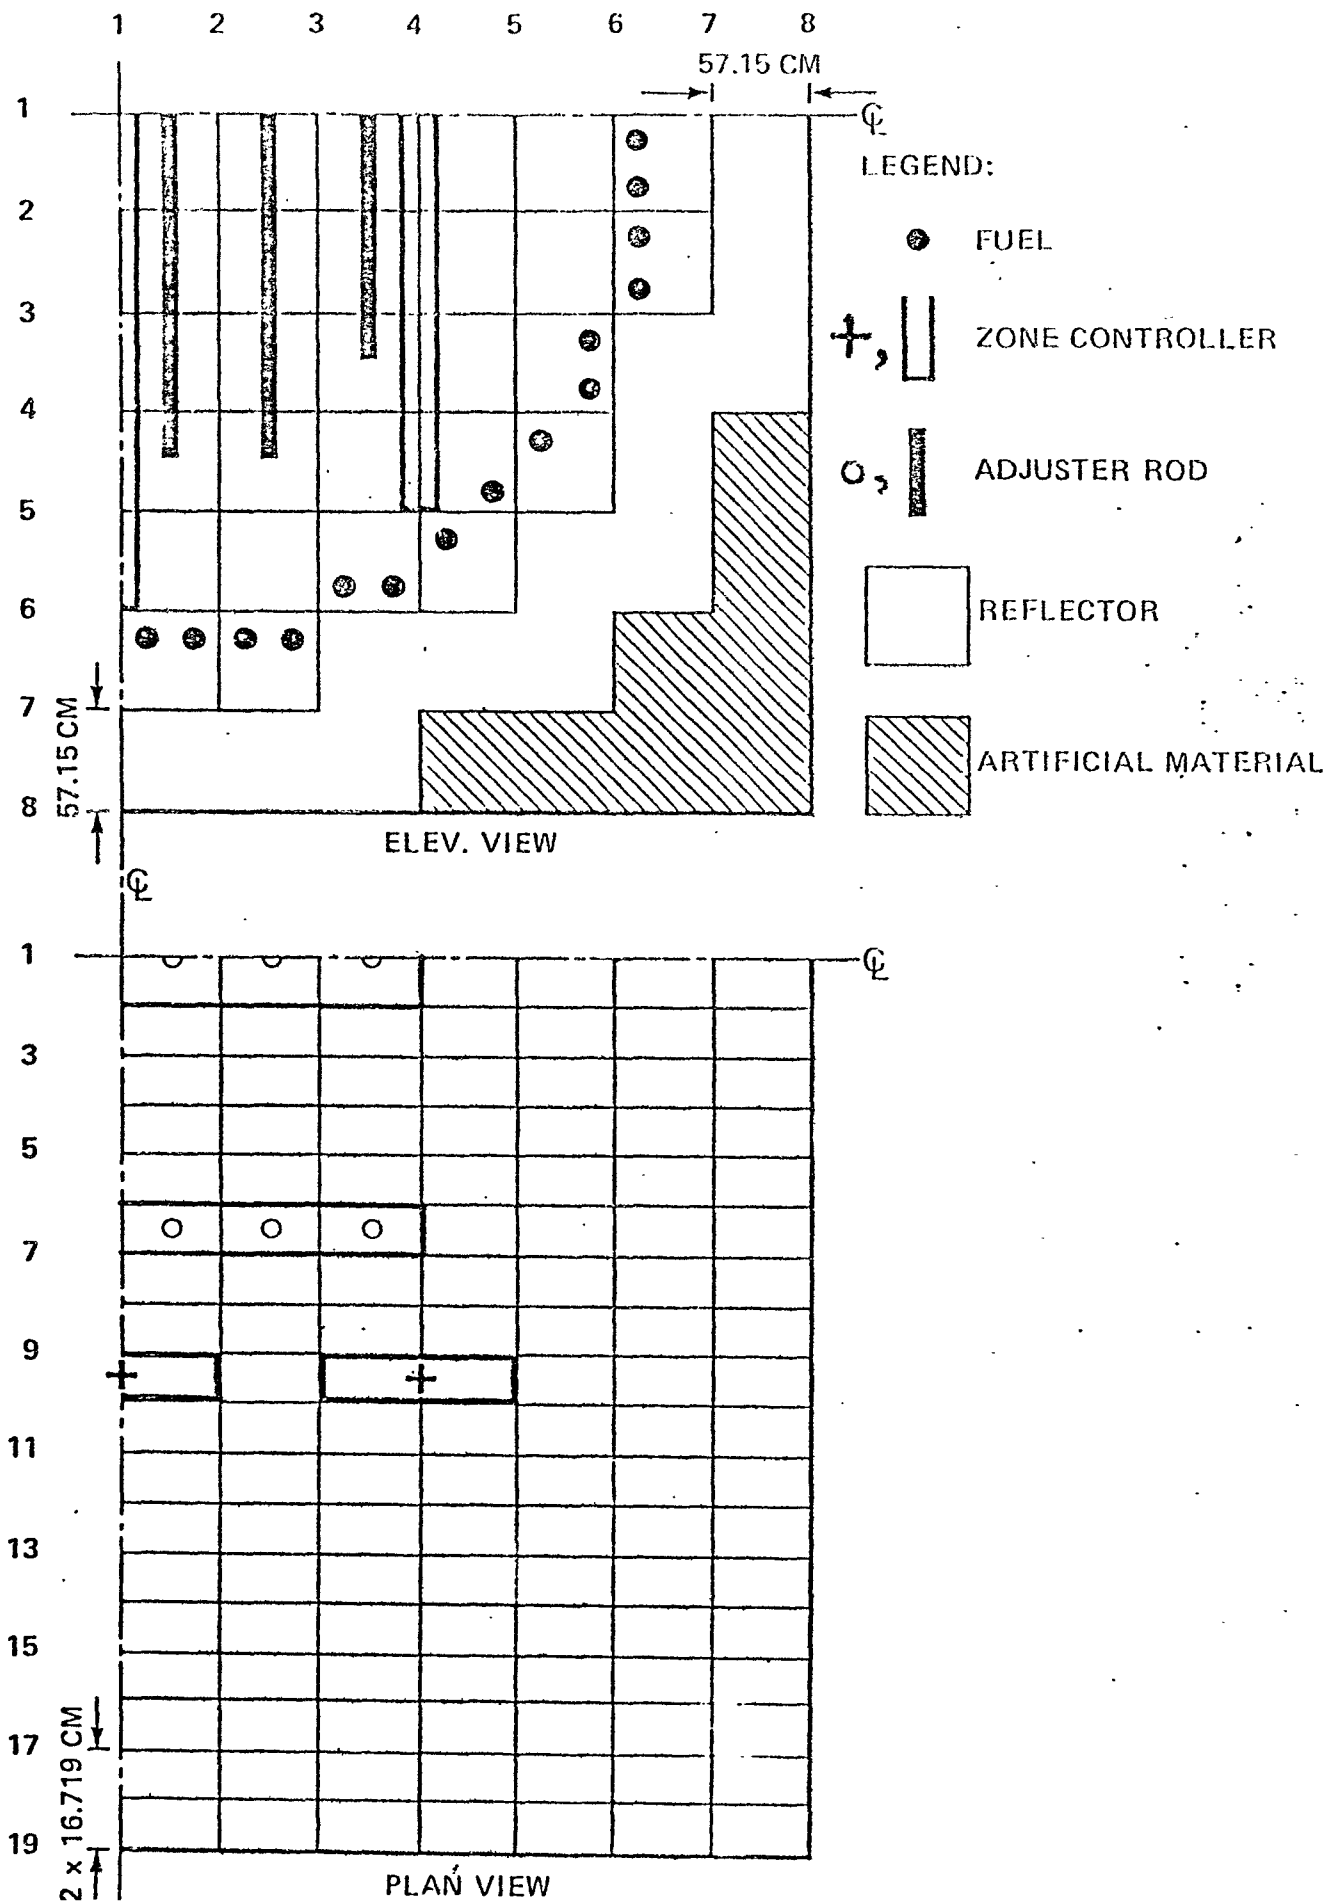 1 2 3 4 5 6 7 8
57.15 CM
1
℄
LEGEND:
2
FUEL
3
+, ZONE CONTROLLER
4
O, ADJUSTER ROD
5
6
REFLECTOR
7
57.15 CM
ARTIFICIAL MATERIAL
8
ELEV. VIEW
℄
1
℄
3
5
7
9
11
13
15
17
2 x 16.719 CM
19
PLAN VIEW